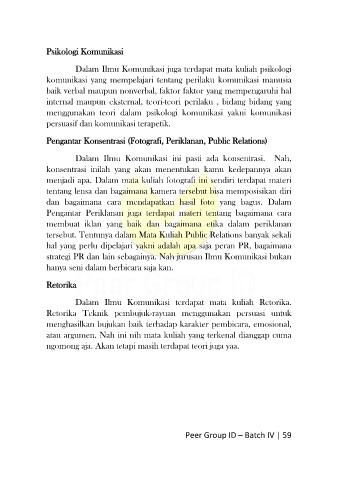 Psikologi Komunikasi
Dalam Ilmu Komunikasi juga terdapat mata kuliah psikologi
komunikasi yang mempelajari tentang perilaku komunikasi manusia
baik verbal maupun nonverbal, faktor faktor yang mempengaruhi hal
internal maupun eksternal, teori-teori perilaku , bidang bidang yang
menggunakan teori dalam psikologi komunikasi yakni komunikasi
persuasif dan komunikasi terapetik.
Pengantar Konsentrasi (Fotografi, Periklanan, Public Relations)
Dalam Ilmu Komunikasi ini pasti ada konsentrasi. Nah,
konsentrasi inilah yang akan menentukan kamu kedepannya akan
menjadi apa. Dalam mata kuliah fotografi ini sendiri terdapat materi
tentang lensa dan bagaimana kamera tersebut bisa memposisikan diri
dan bagaimana cara mendapatkan hasil foto yang bagus. Dalam
Pengantar Periklanan juga terdapat materi tentang bagaimana cara
membuat iklan yang baik dan bagaimana etika dalam periklanan
tersebut. Tentunya dalam Mata Kuliah Public Relations banyak sekali
hal yang perlu dipelajari yakni adalah apa saja peran PR, bagaimana
strategi PR dan lain sebagainya. Nah jurusan Ilmu Komunikasi bukan
hanya seni dalam berbicara saja kan.
Retorika
Dalam Ilmu Komunikasi terdapat mata kuliah Retorika.
Retorika Teknik pembujuk-rayuan menggunakan persuasi untuk
menghasilkan bujukan baik terhadap karakter pembicara, emosional,
atau argumen. Nah ini nih mata kuliah yang terkenal dianggap cuma
ngomong aja. Akan tetapi masih terdapat teori juga yaa.
Peer Group ID – Batch IV | 59